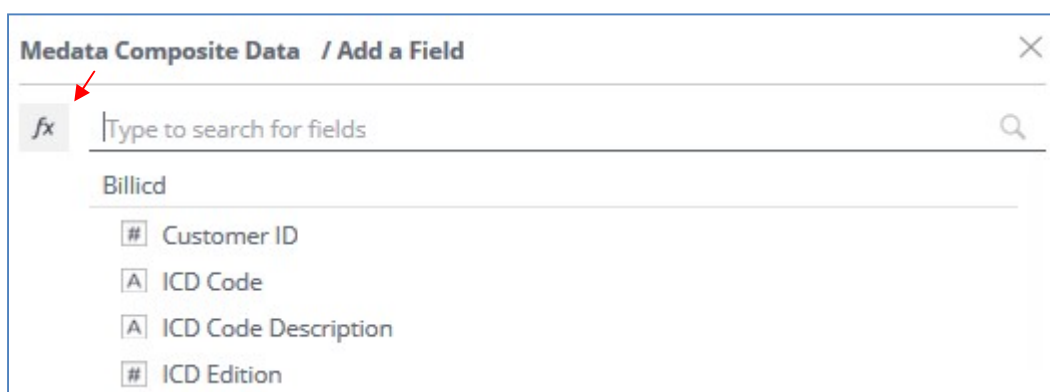 Medata Composite Data / Add a Field
fx Type to search for fields
Billicd
# Customer ID
A ICD Code
A ICD Code Description
# ICD Edition